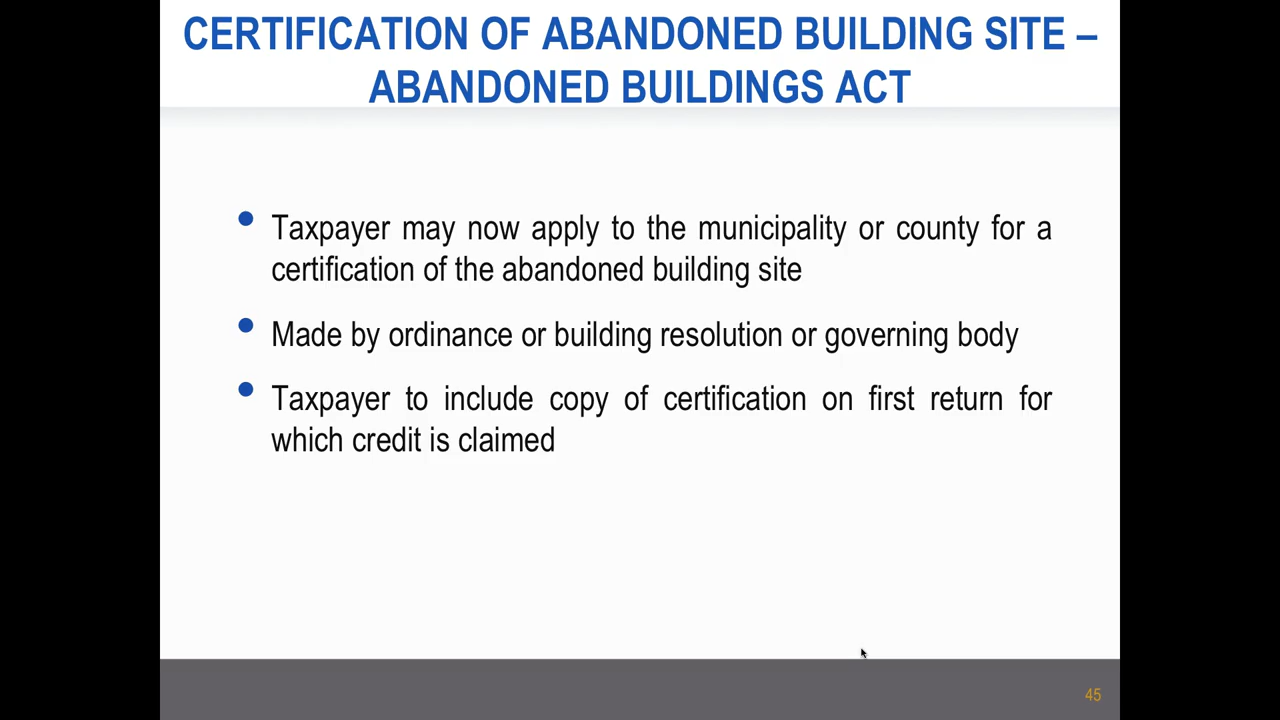 CERTIFICATION OF ABANDONED BUILDING SITE –
ABANDONED BUILDINGS ACT
• Taxpayer may now apply to the municipality or county for a
certification of the abandoned building site
• Made by ordinance or building resolution or governing body
• Taxpayer to include copy of certification on first return for
which credit is claimed
45